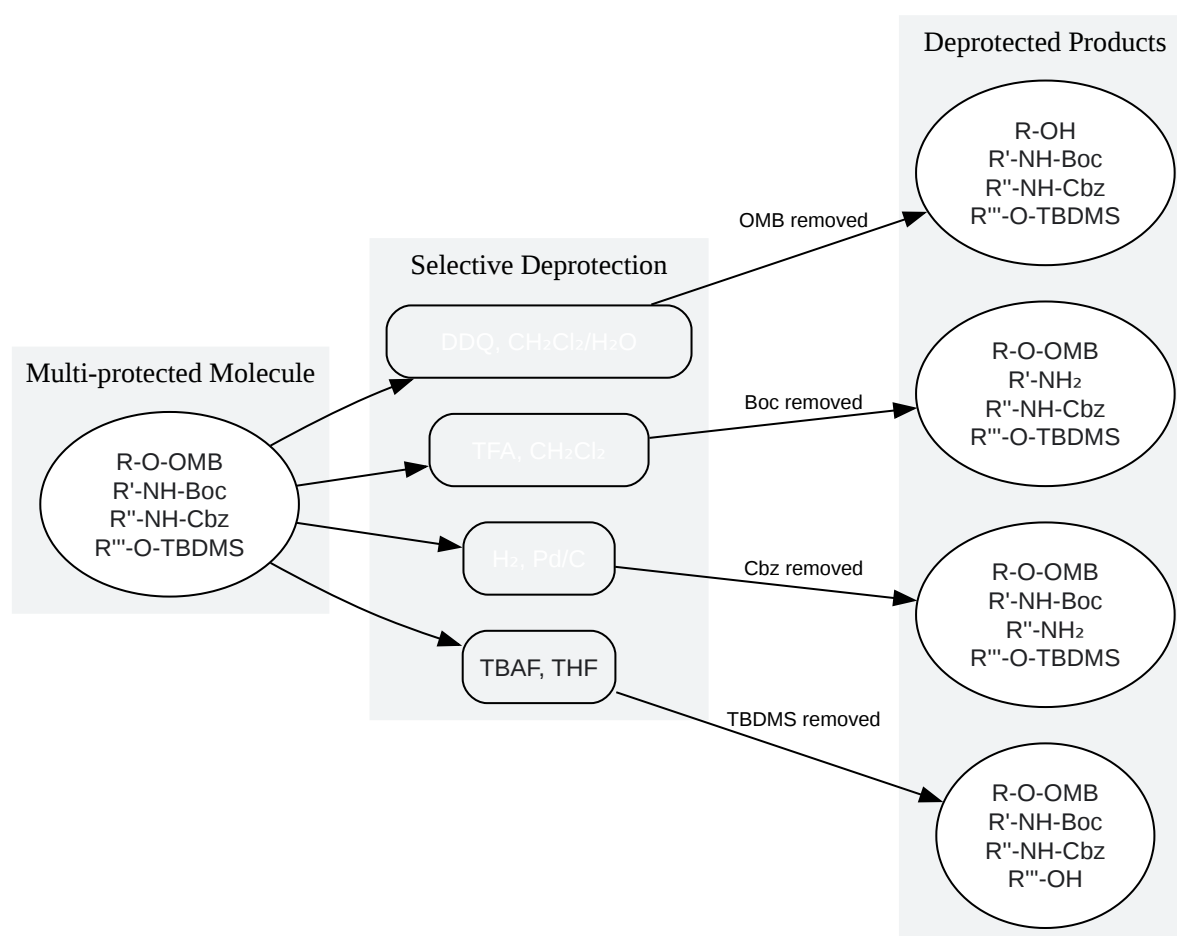 Multi-protected Molecule
R-O-OMB
R'-NH-Boc
R''-NH-Cbz
R'''-O-TBDMS
Selective Deprotection
DDQ, CH₂Cl₂/H₂O
TFA, CH₂Cl₂
H₂, Pd/C
TBAF, THF
OMB removed
Boc removed
Cbz removed
TBDMS removed
Deprotected Products
R-OH
R'-NH-Boc
R''-NH-Cbz
R'''-O-TBDMS
R-O-OMB
R'-NH₂
R''-NH-Cbz
R'''-O-TBDMS
R-O-OMB
R'-NH-Boc
R''-NH₂
R'''-O-TBDMS
R-O-OMB
R'-NH-Boc
R''-NH-Cbz
R'''-OH